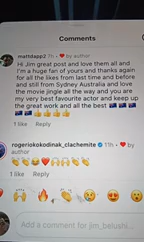 Comments
mattdapp2 7h • ❤️ by author
Hi Jim great post and love them all and
I'm a huge fan of yours and thanks again
for all the likes from last time and before
and still from Sydney Australia and love
the movie jingle all the way and you are
my very best favourite actor and keep up
the great work and all the best 🇦🇺🇦🇺🇦🇺
🇦🇺👍👍👍👍
1 like Reply
rogeriokokodinak_clachemite 11h • ❤️ by
author
1 like Reply
Add a comment for jim_belushi...